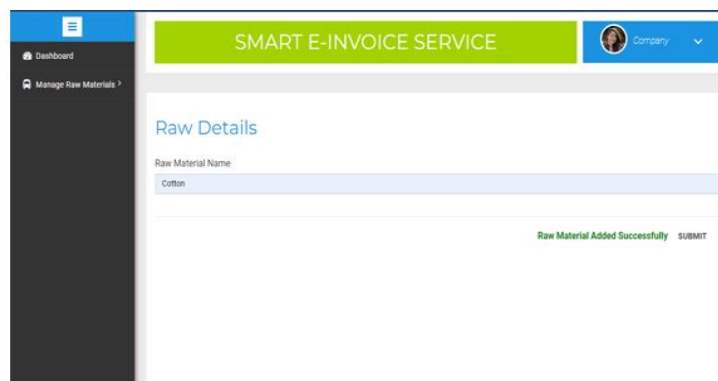 SMART E-INVOICE SERVICE
Company
Dashboard
Manage Raw Materials >
Raw Details
Raw Material Name
Cotton
Raw Material Added Successfully SUBMIT